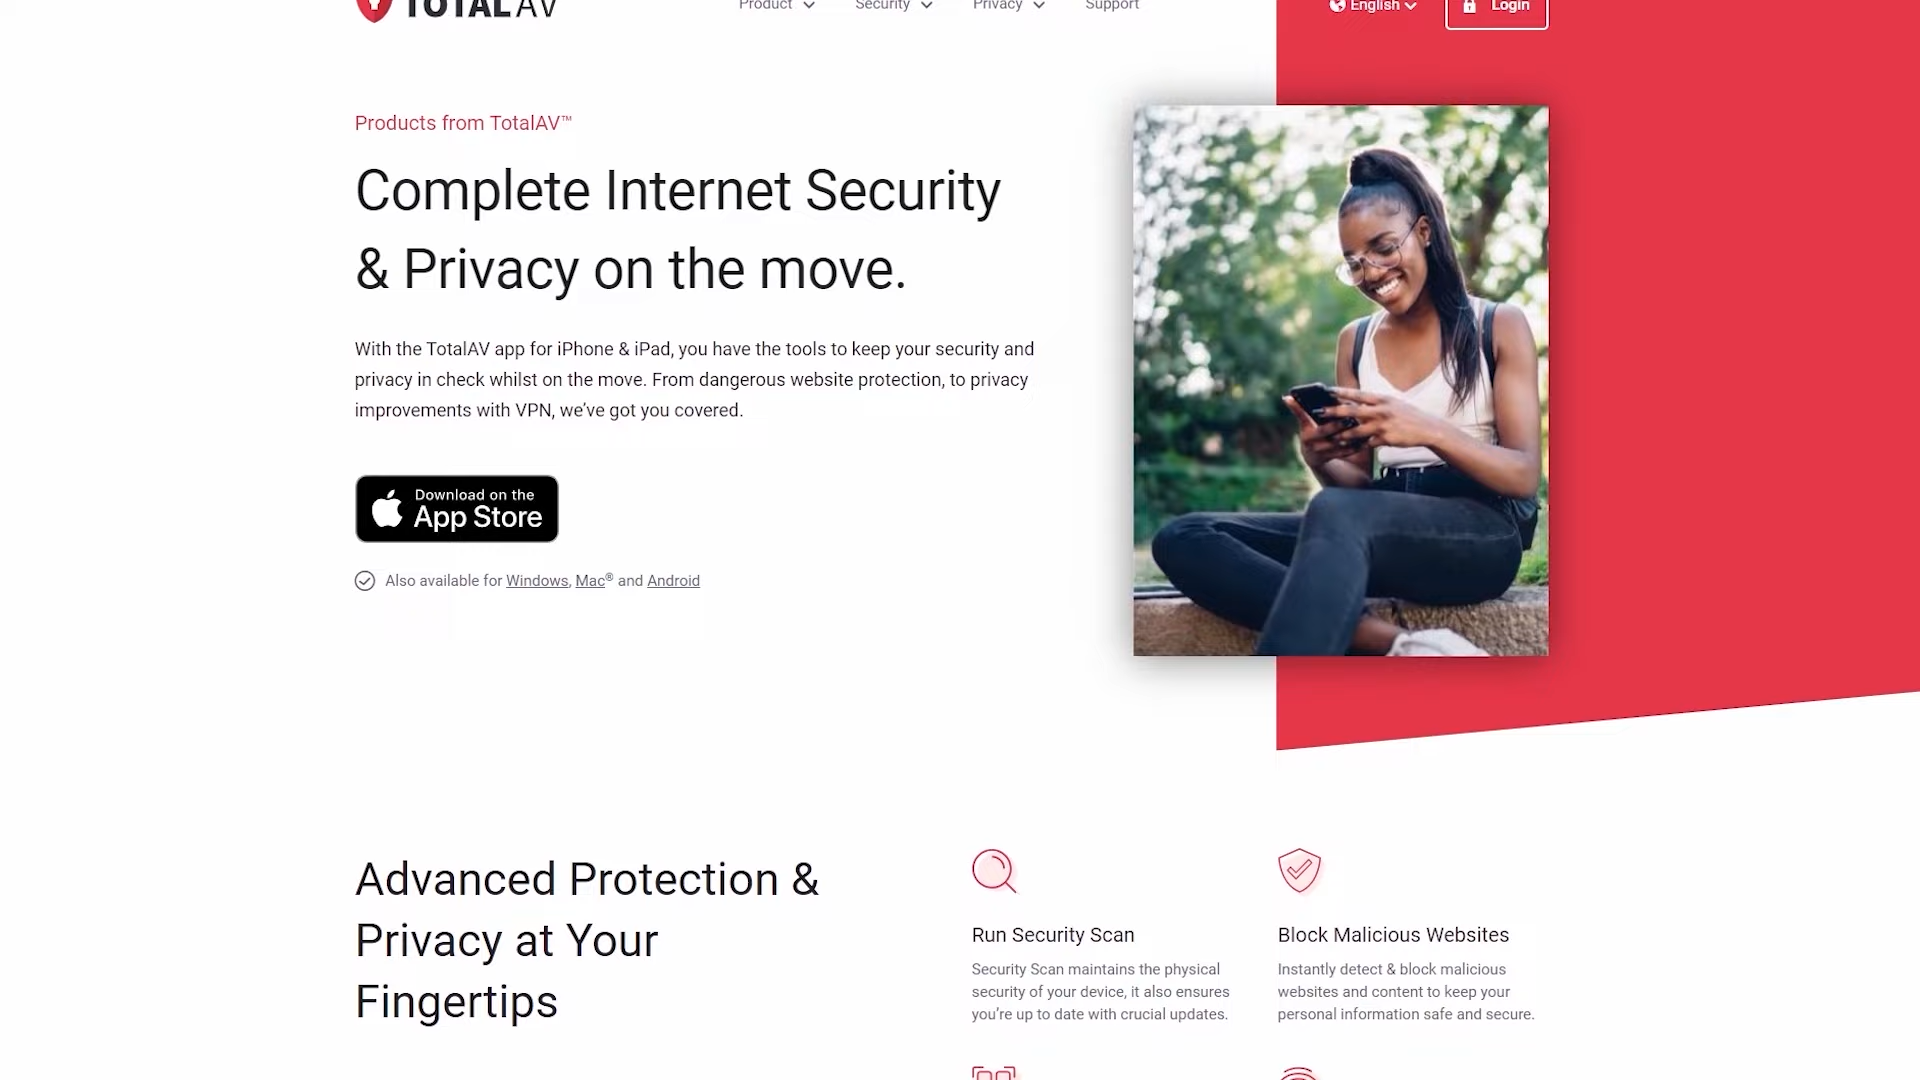 TOTAL AV
Product
Security
Privacy
Support
English
Login
Products from TotalAV™
Complete Internet Security
& Privacy on the move.
With the TotalAV app for iPhone & iPad, you have the tools to keep your security and
privacy in check whilst on the move. From dangerous website protection, to privacy
improvements with VPN, we’ve got you covered.
Download on the
App Store
Also available for Windows, Mac® and Android
Advanced Protection &
Privacy at Your
Fingertips
Run Security Scan
Security Scan maintains the physical
security of your device, it also ensures
you’re up to date with crucial updates.
Block Malicious Websites
Instantly detect & block malicious
websites and content to keep your
personal information safe and secure.